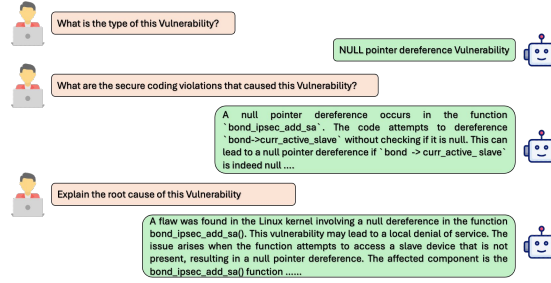 What is the type of this Vulnerability?
NULL pointer dereference Vulnerability
What are the secure coding violations that caused this Vulnerability?
A null pointer dereference occurs in the function
`bond_ipsec_add_sa`. The code attempts to dereference
`bond->curr_active_slave` without checking if it is null. This can
lead to a null pointer dereference if `bond -> curr_active_ slave`
is indeed null ....
Explain the root cause of this Vulnerability
A flaw was found in the Linux kernel involving a null dereference in the function
bond_ipsec_add_sa(). This vulnerability may lead to a local denial of service. The
issue arises when the function attempts to access a slave device that is not
present, resulting in a null pointer dereference. The affected component is the
bond_ipsec_add_sa() function ......